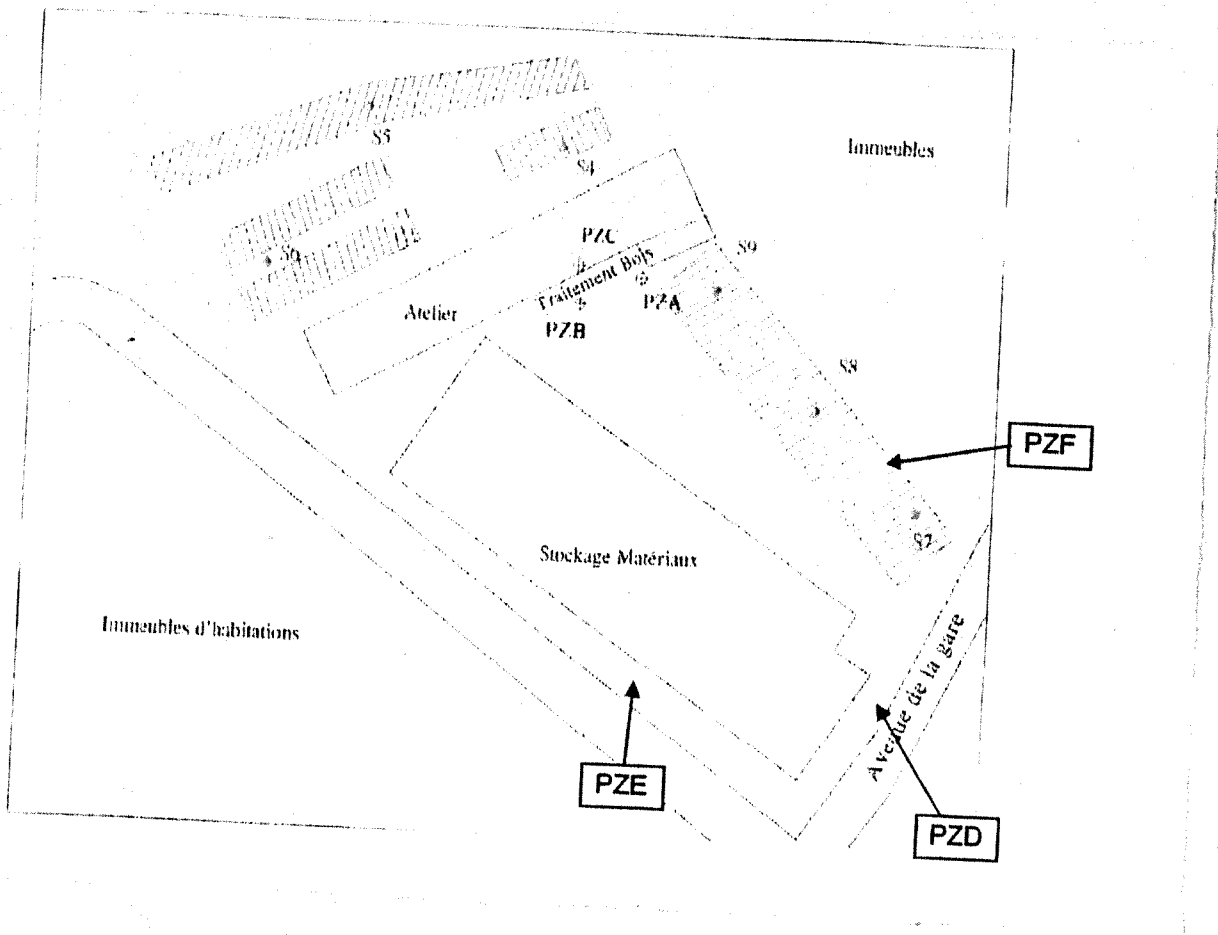 S5
S4
Immeubles
PZC
S9
S6
Traitement Bois
PZA
Atelier
PZB
S8
PZF
S7
Stockage Matériaux
Immeubles d'habitations
Avenue de la gare
PZE
PZD